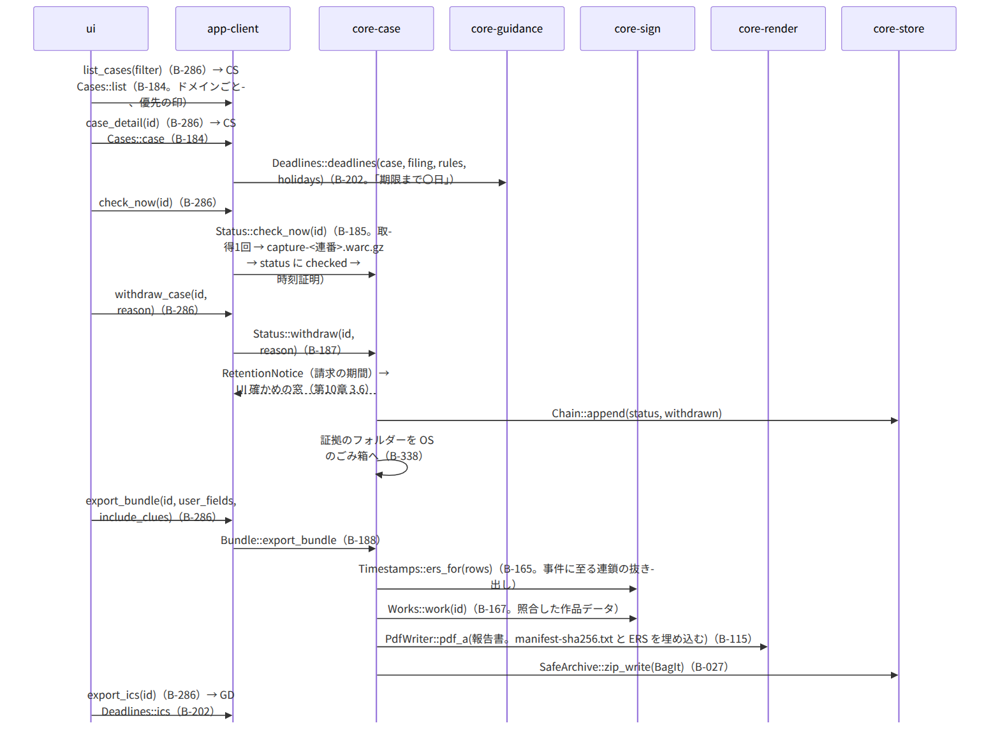 ui
app-client
core-case
core-guidance
core-sign
core-render
core-store
list_cases(filter)（B-286）→ CS
Cases::list（B-184。ドメインごと-
、優先の印）
case_detail(id)（B-286）→ CS
Cases::case（B-184）
Deadlines::deadlines(case, filing, rules,
holidays)（B-202。「期限まで〇日」）
check_now(id)（B-286）
Status::check_now(id)（B-185。取-
得1回 → capture-<連番>.warc.gz
→ status に checked →
時刻証明）
withdraw_case(id,
reason)（B-286）
Status::withdraw(id,
reason)（B-187）
RetentionNotice（請求の期間）→
UI 確かめの窓（第10章 3.6）
Chain::append(status, withdrawn)
証拠のフォルダーを OS
のごみ箱へ（B-338）
export_bundle(id, user_fields,
include_clues)（B-286）
Bundle::export_bundle（B-188）
Timestamps::ers_for(rows)（B-165。事件に至る連鎖の抜き-
出し）
Works::work(id)（B-167。照合した作品データ）
PdfWriter::pdf_a(報告書。manifest-sha256.txt と ERS を埋め込む)（B-115）
SafeArchive::zip_write(BagIt)（B-027）
export_ics(id)（B-286）→ GD
Deadlines::ics（B-202）